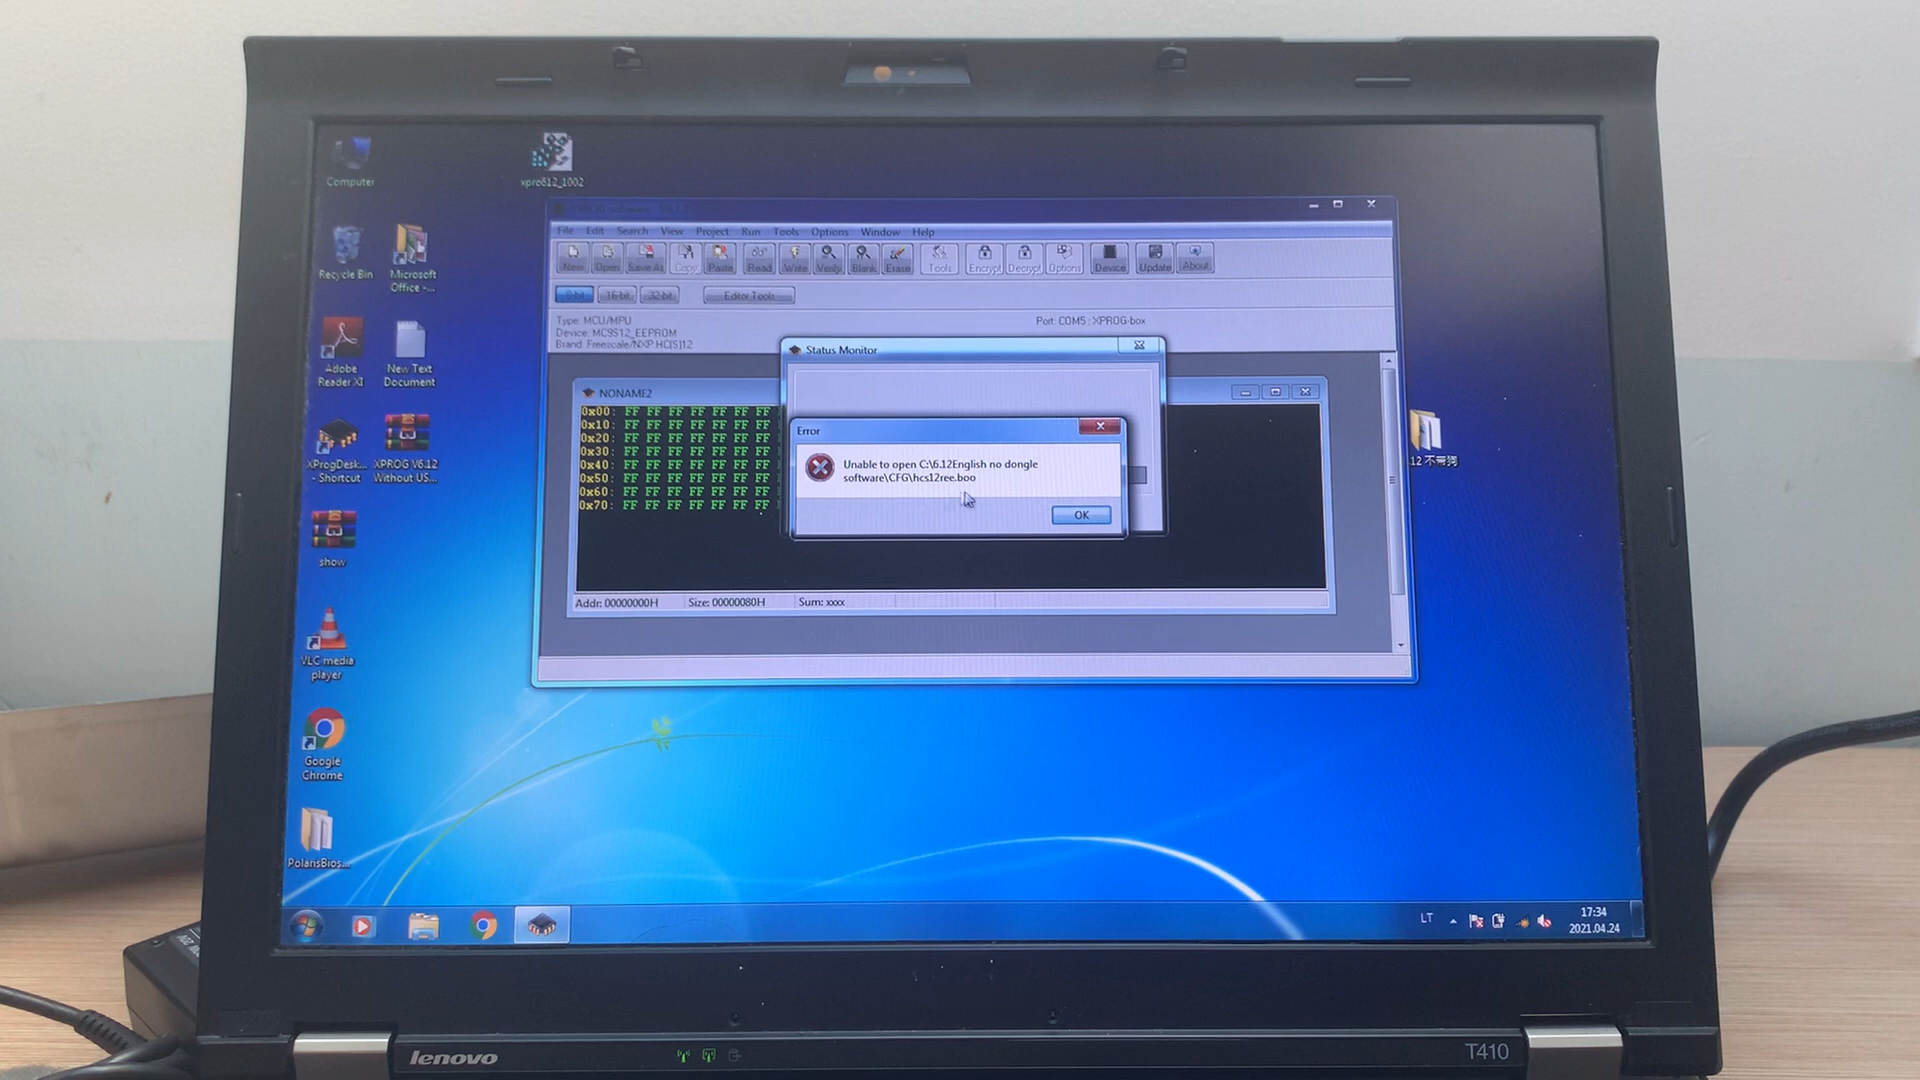 Computer
xpro612_1002
File Edit Search View Project Run Tools Options Window Help
New Open Save As Copy Paste Read Write Verify Blank Erase Tools Encrypt Decrypt Options Device Update About
8-bit 16-bit 32-bit Editor Tools
Type: MCU/MPU
Port: COM5 : XPROG-box
Device: MC9S12_EEPROM
Brand: Freescale/NXP HC(S)12
Status Monitor
NONAME2
0x00: FF FF FF FF FF FF FF
0x10: FF FF FF FF FF FF FF
0x20: FF FF FF FF FF FF FF
0x30: FF FF FF FF FF FF FF
0x40: FF FF FF FF FF FF FF
0x50: FF FF FF FF FF FF FF
0x60: FF FF FF FF FF FF FF
0x70: FF FF FF FF FF FF FF
Error
Unable to open C:\6.12English no dongle
software\CFG\hcs12ree.boo
OK
Addr: 00000000H Size: 00000080H Sum: xxxx
Recycle Bin
Microsoft
Office -...
Adobe
Reader XI
New Text
Document
XProgDesk...
- Shortcut
XPROG V6.12
Without US...
show
VLC media
player
Google
Chrome
PolarisBios...
12 不带狗
LT
17:34
2021.04.24
lenovo
T410